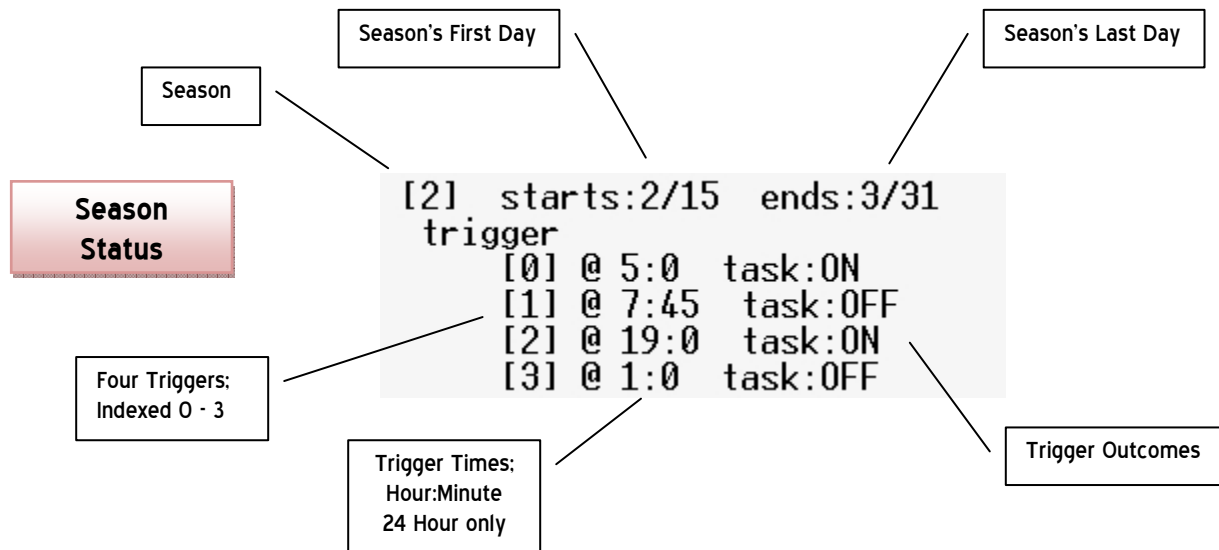 Season's First Day
Season's Last Day
Season
Season
Status
[2] starts:2/15 ends:3/31
trigger
[0] @ 5:0 task:ON
[1] @ 7:45 task:OFF
[2] @ 19:0 task:ON
[3] @ 1:0 task:OFF
Four Triggers;
Indexed 0 - 3
Trigger Times;
Hour:Minute
24 Hour only
Trigger Outcomes